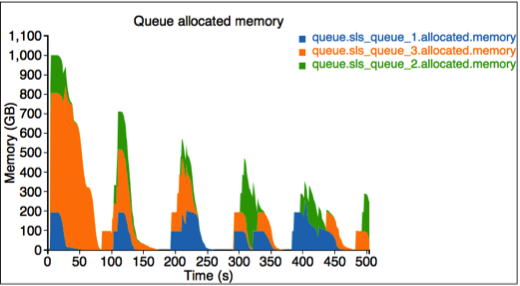 Queue allocated memory
queue.sls_queue_1.allocated.memory
queue.sls_queue_3.allocated.memory
queue.sls_queue_2.allocated.memory
Memory (GB)
1,100
1,000
900
800
700
600
500
400
300
200
100
0
0 50 100 150 200 250 300 350 400 450 500
Time (s)